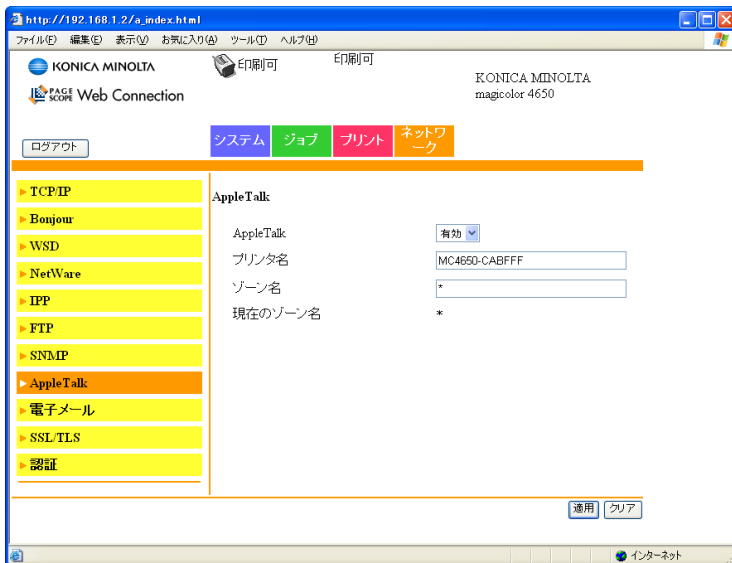 http://192.168.1.2/a_index.html
ファイル(F) 編集(E) 表示(V) お気に入り(A) ツール(T) ヘルプ(H)
KONICA MINOLTA
印刷可
印刷可
PAGE SCOPE Web Connection
KONICA MINOLTA
magicolor 4650
ログアウト
システム
ジョブ
プリント
ネットワ
ーク
TCP/IP
Bonjour
WSD
NetWare
IPP
FTP
SNMP
AppleTalk
電子メール
SSL/TLS
認証
AppleTalk
AppleTalk 有効
プリンタ名 MC4650-CABFFF
ゾーン名 *
現在のゾーン名 *
適用 クリア
インターネット